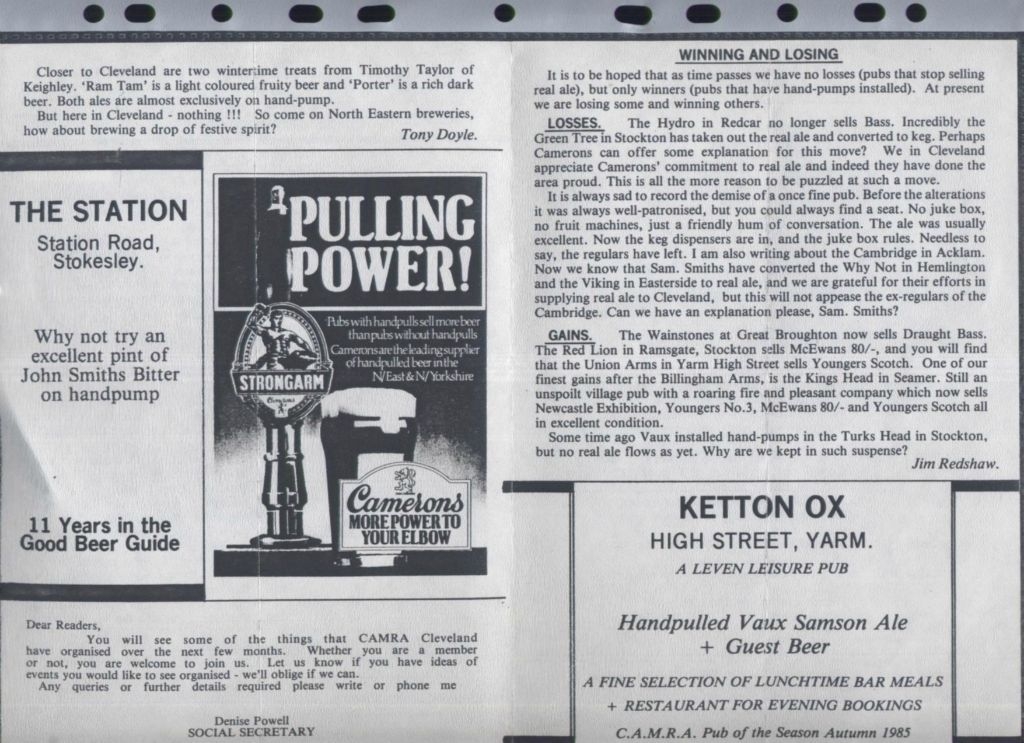 Closer to Cleveland are two wintertime treats from Timothy Taylor of
Keighley. 'Ram Tam' is a light coloured fruity beer and 'Porter' is a rich dark
beer. Both ales are almost exclusively on hand-pump.
But here in Cleveland - nothing !!! So come on North Eastern breweries,
how about brewing a drop of festive spirit?
Tony Doyle.
THE STATION
Station Road,
Stokesley.
Why not try an
excellent pint of
John Smiths Bitter
on handpump
11 Years in the
Good Beer Guide
PULLING
POWER!
Pubs with handpulls sell more beer
than pubs without handpulls
Camerons are the leading supplier
of handpulled beer in the
N/East & N/Yorkshire
STRONGARM
Camerons
Camerons
MORE POWER TO
YOUR ELBOW
Dear Readers,
You will see some of the things that CAMRA Cleveland
have organised over the next few months. Whether you are a member
or not, you are welcome to join us. Let us know if you have ideas of
events you would like to see organised - we'll oblige if we can.
Any queries or further details required please write or phone me
Denise Powell
SOCIAL SECRETARY
WINNING AND LOSING
It is to be hoped that as time passes we have no losses (pubs that stop selling
real ale), but only winners (pubs that have hand-pumps installed). At present
we are losing some and winning others.
LOSSES. The Hydro in Redcar no longer sells Bass. Incredibly the
Green Tree in Stockton has taken out the real ale and converted to keg. Perhaps
Camerons can offer some explanation for this move? We in Cleveland
appreciate Camerons' commitment to real ale and indeed they have done the
area proud. This is all the more reason to be puzzled at such a move.
It is always sad to record the demise of a once fine pub. Before the alterations
it was always well-patronised, but you could always find a seat. No juke box,
no fruit machines, just a friendly hum of conversation. The ale was usually
excellent. Now the keg dispensers are in, and the juke box rules. Needless to
say, the regulars have left. I am also writing about the Cambridge in Acklam.
Now we know that Sam. Smiths have converted the Why Not in Hemlington
and the Viking in Easterside to real ale, and we are grateful for their efforts in
supplying real ale to Cleveland, but this will not appease the ex-regulars of the
Cambridge. Can we have an explanation please, Sam. Smiths?
GAINS. The Wainstones at Great Broughton now sells Draught Bass.
The Red Lion in Ramsgate, Stockton sells McEwans 80/-, and you will find
that the Union Arms in Yarm High Street sells Youngers Scotch. One of our
finest gains after the Billingham Arms, is the Kings Head in Seamer. Still an
unspoilt village pub with a roaring fire and pleasant company which now sells
Newcastle Exhibition, Youngers No.3, McEwans 80/- and Youngers Scotch all
in excellent condition.
Some time ago Vaux installed hand-pumps in the Turks Head in Stockton,
but no real ale flows as yet. Why are we kept in such suspense?
Jim Redshaw.
KETTON OX
HIGH STREET, YARM.
A LEVEN LEISURE PUB
Handpulled Vaux Samson Ale
+ Guest Beer
A FINE SELECTION OF LUNCHTIME BAR MEALS
+ RESTAURANT FOR EVENING BOOKINGS
C.A.M.R.A. Pub of the Season Autumn 1985